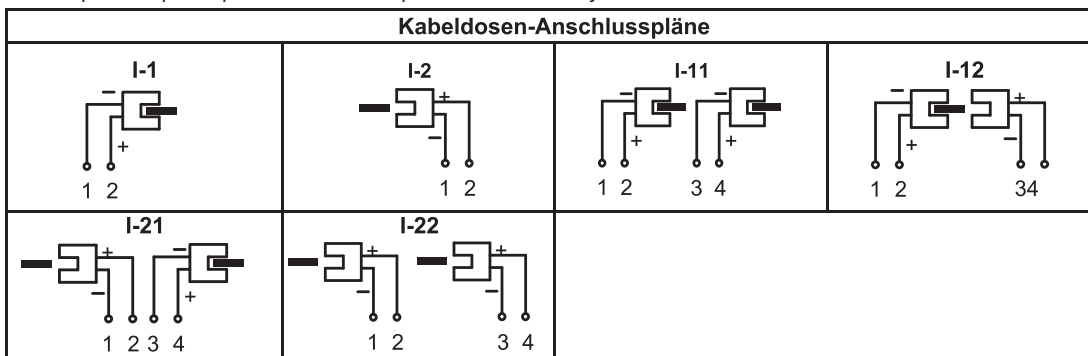 Kabeldosen-Anschlusspläne
I-1
− +
1 2
I-2
+ −
1 2
I-11
− + − +
1 2 3 4
I-12
− + + −
1 2 34
I-21
+ − − +
1 2 3 4
I-22
+ − + −
1 2 3 4